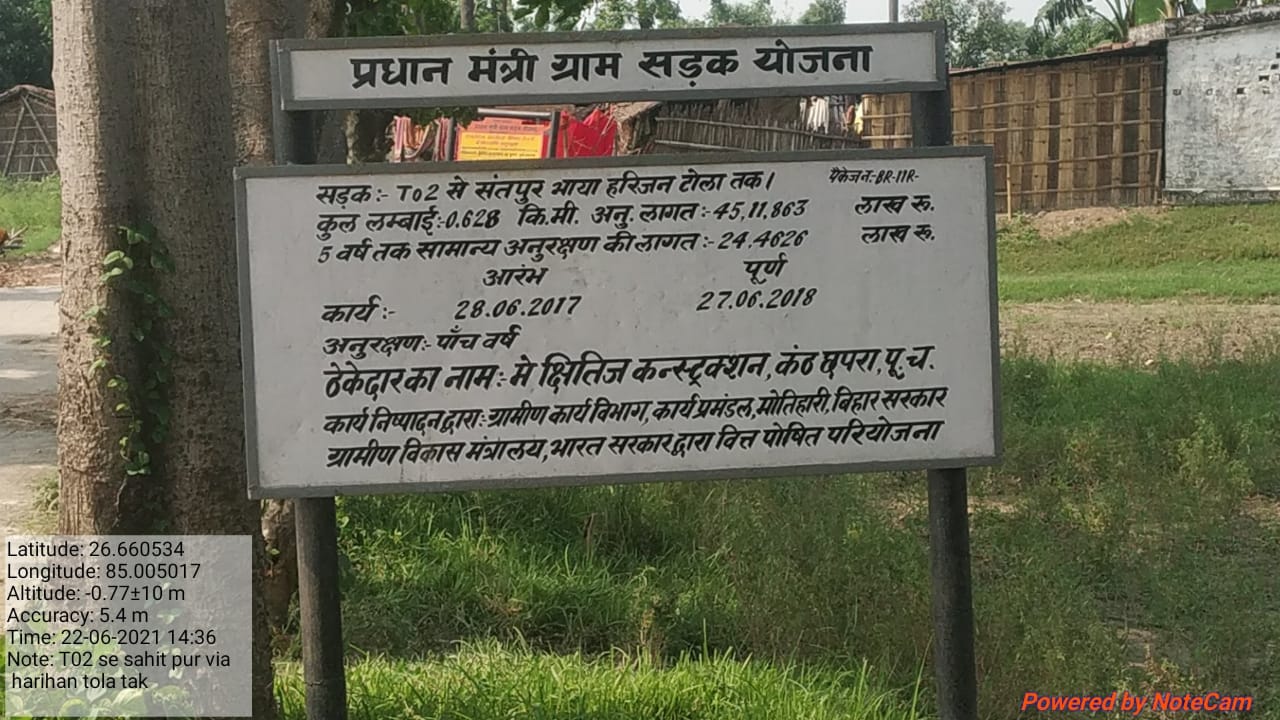 प्रधान मंत्री ग्राम सड़क योजना
सड़क:- T02 से संतपुर भाया हरिजन टोला तक। पैकेजन:-BR-11R-
कुल लम्बाई:-0.628 कि.मी. अनु. लागत:-45,11,863 लाख रु.
5 वर्ष तक सामान्य अनुरक्षण की लागत:-24.4626 लाख रु.
आरंभ पूर्ण
कार्य:- 28.06.2017 27.06.2018
अनुरक्षण:- पाँच वर्ष
ठेकेदार का नाम:- मे क्षितिज कन्स्ट्रक्शन, कंठ छपरा, पू.च.
कार्य निष्पादन द्वारा:-ग्रामीण कार्य विभाग, कार्य प्रमंडल, मोतिहारी, बिहार सरकार
ग्रामीण विकास मंत्रालय, भारत सरकार द्वारा वित्त पोषित परियोजना
Latitude: 26.660534
Longitude: 85.005017
Altitude: -0.77±10 m
Accuracy: 5.4 m
Time: 22-06-2021 14:36
Note: T02 se sahit pur via
harihan tola tak
Powered by NoteCam